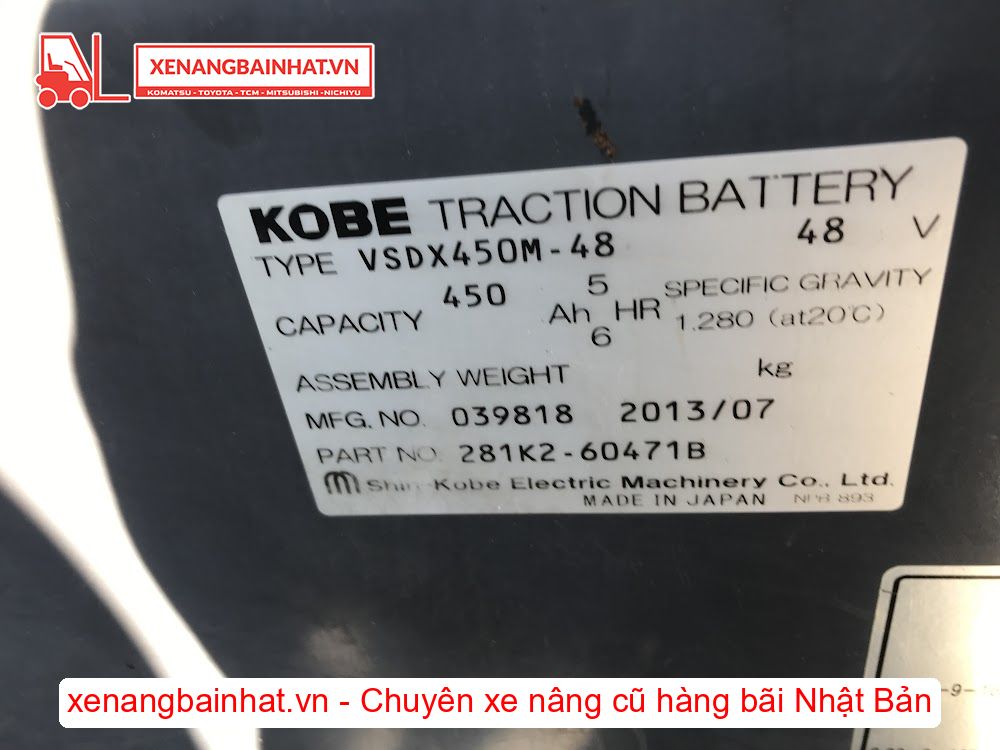 XENANGBAINHAT.VN
KOMATSU - TOYOTA - TCM - MITSUBISHI - NICHIYU
KOBE TRACTION BATTERY
TYPE VSDX450M-48 48 V
CAPACITY 450 Ah 5 HR SPECIFIC GRAVITY
6 1.280 (at20℃)
ASSEMBLY WEIGHT kg
MFG. NO. 039818 2013/07
PART NO. 281K2-60471B
Shin-Kobe Electric Machinery Co., Ltd.
MADE IN JAPAN
xenangbainhat.vn - Chuyên xe nâng cũ hàng bãi Nhật Bản